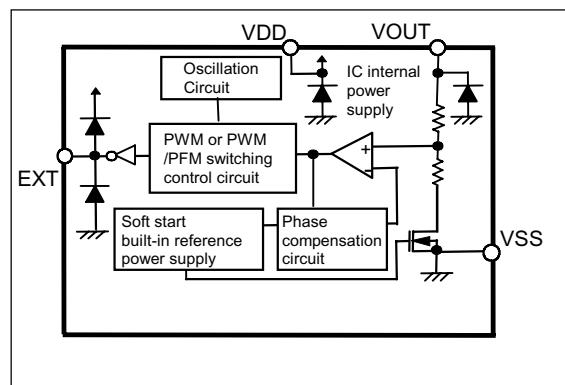 VDD
VOUT
Oscillation
Circuit
IC internal
power
supply
PWM or PWM
/PFM switching
control circuit
+
-
EXT
Soft start
built-in reference
power supply
Phase
compensation
circuit
VSS